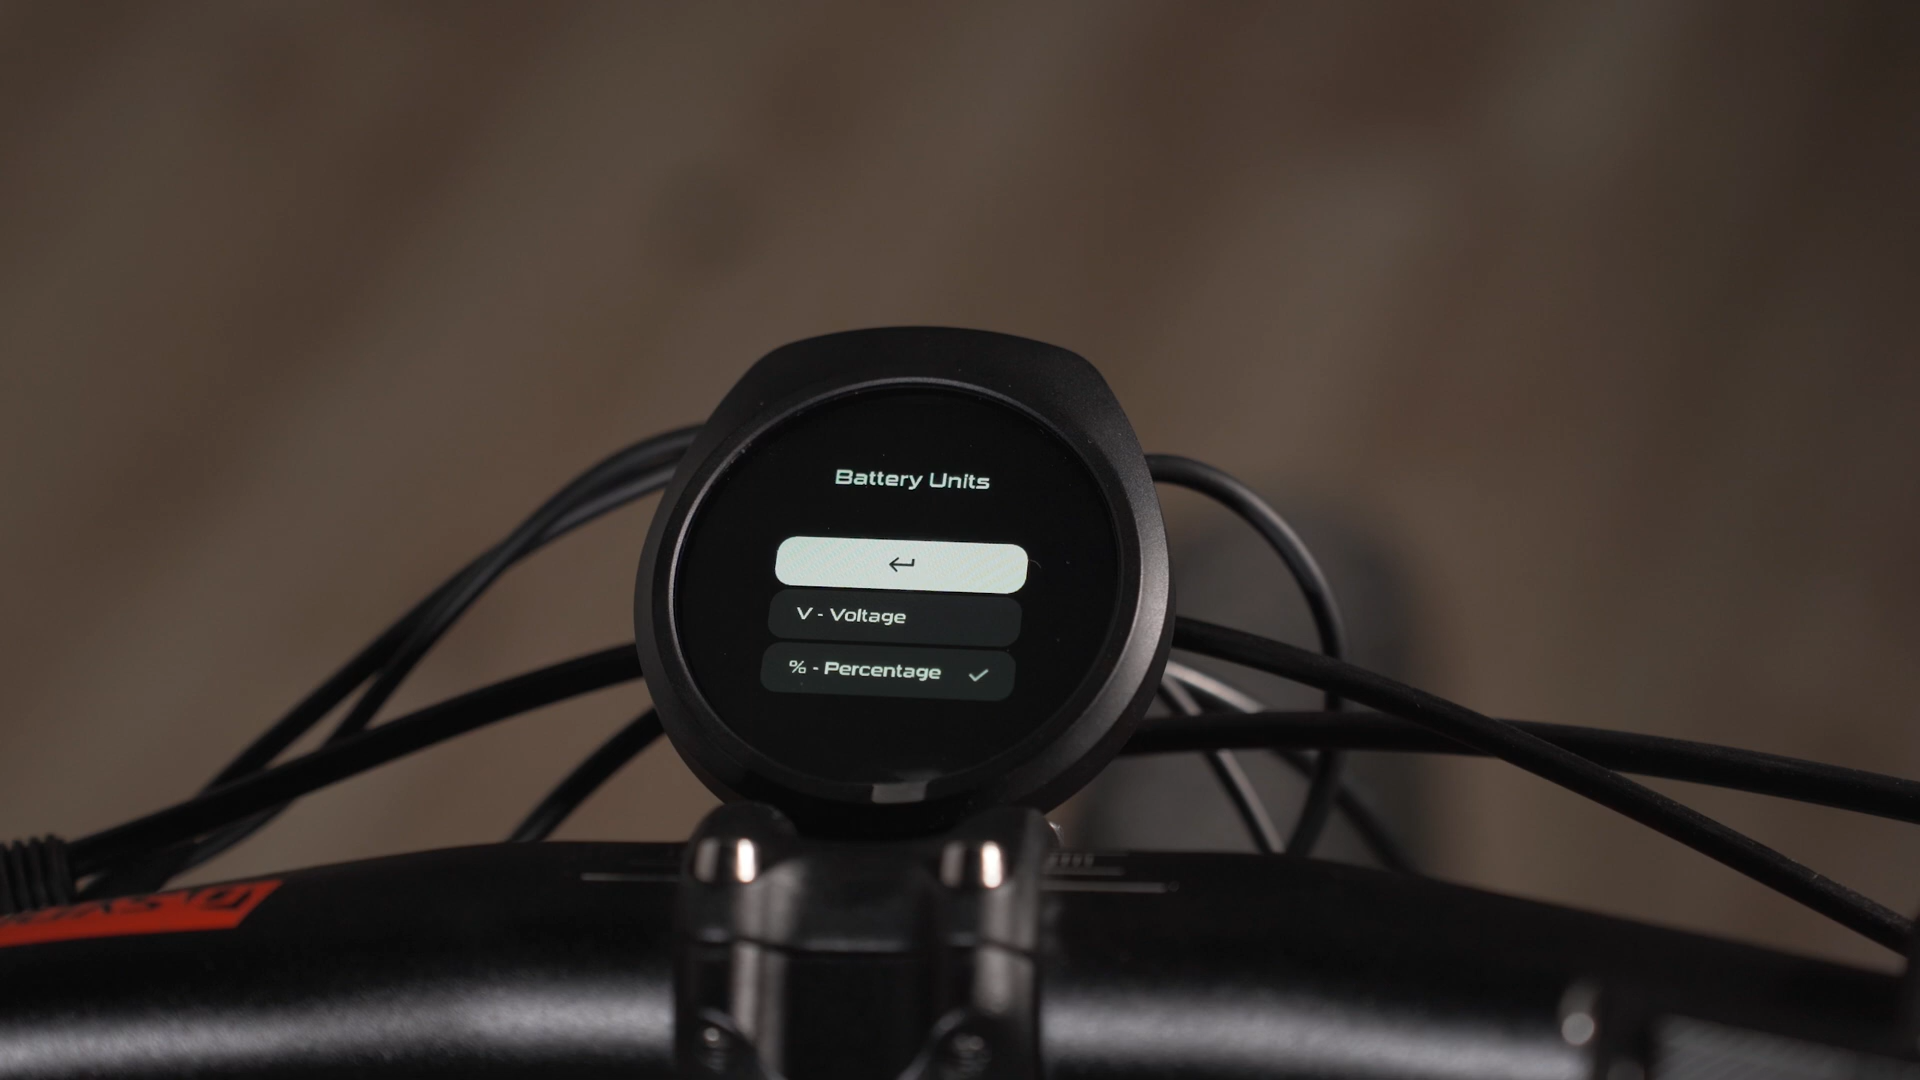 Battery Units
V - Voltage
% - Percentage